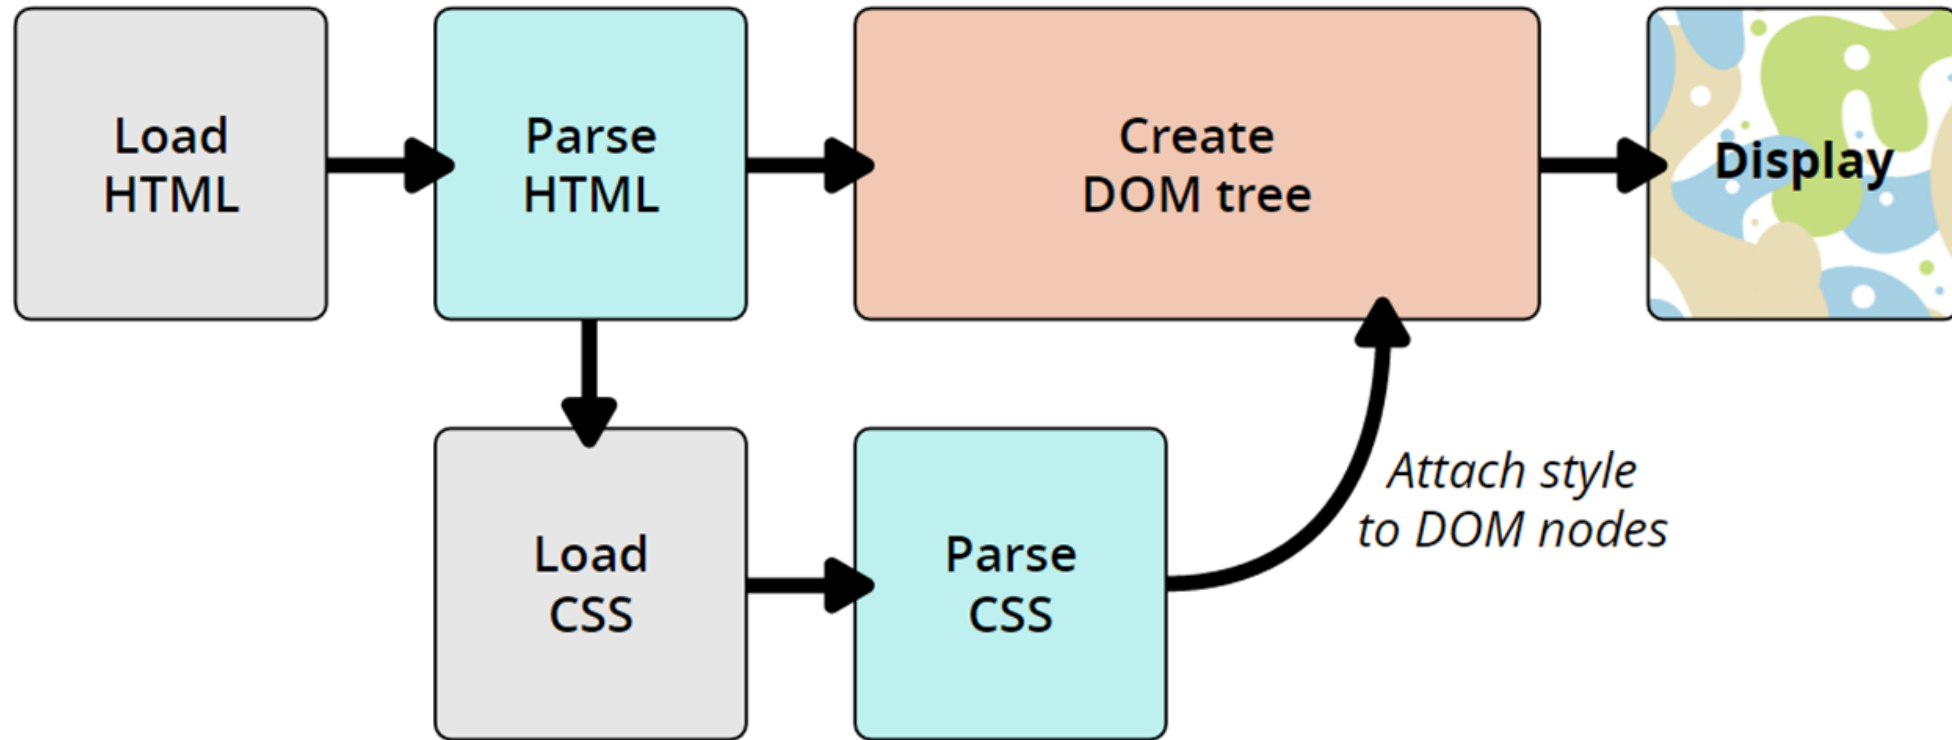 Load
HTML
Parse
HTML
Create
DOM tree
Display
Load
CSS
Parse
CSS
Attach style
to DOM nodes